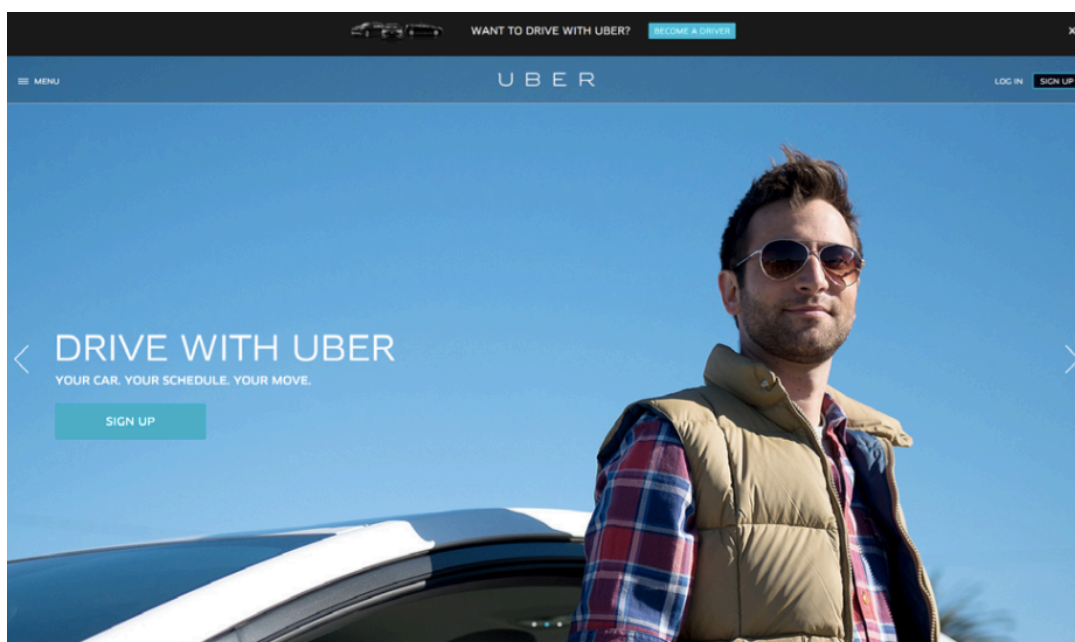 WANT TO DRIVE WITH UBER? BECOME A DRIVER X
MENU UBER LOG IN SIGN UP
DRIVE WITH UBER
YOUR CAR. YOUR SCHEDULE. YOUR MOVE.
SIGN UP